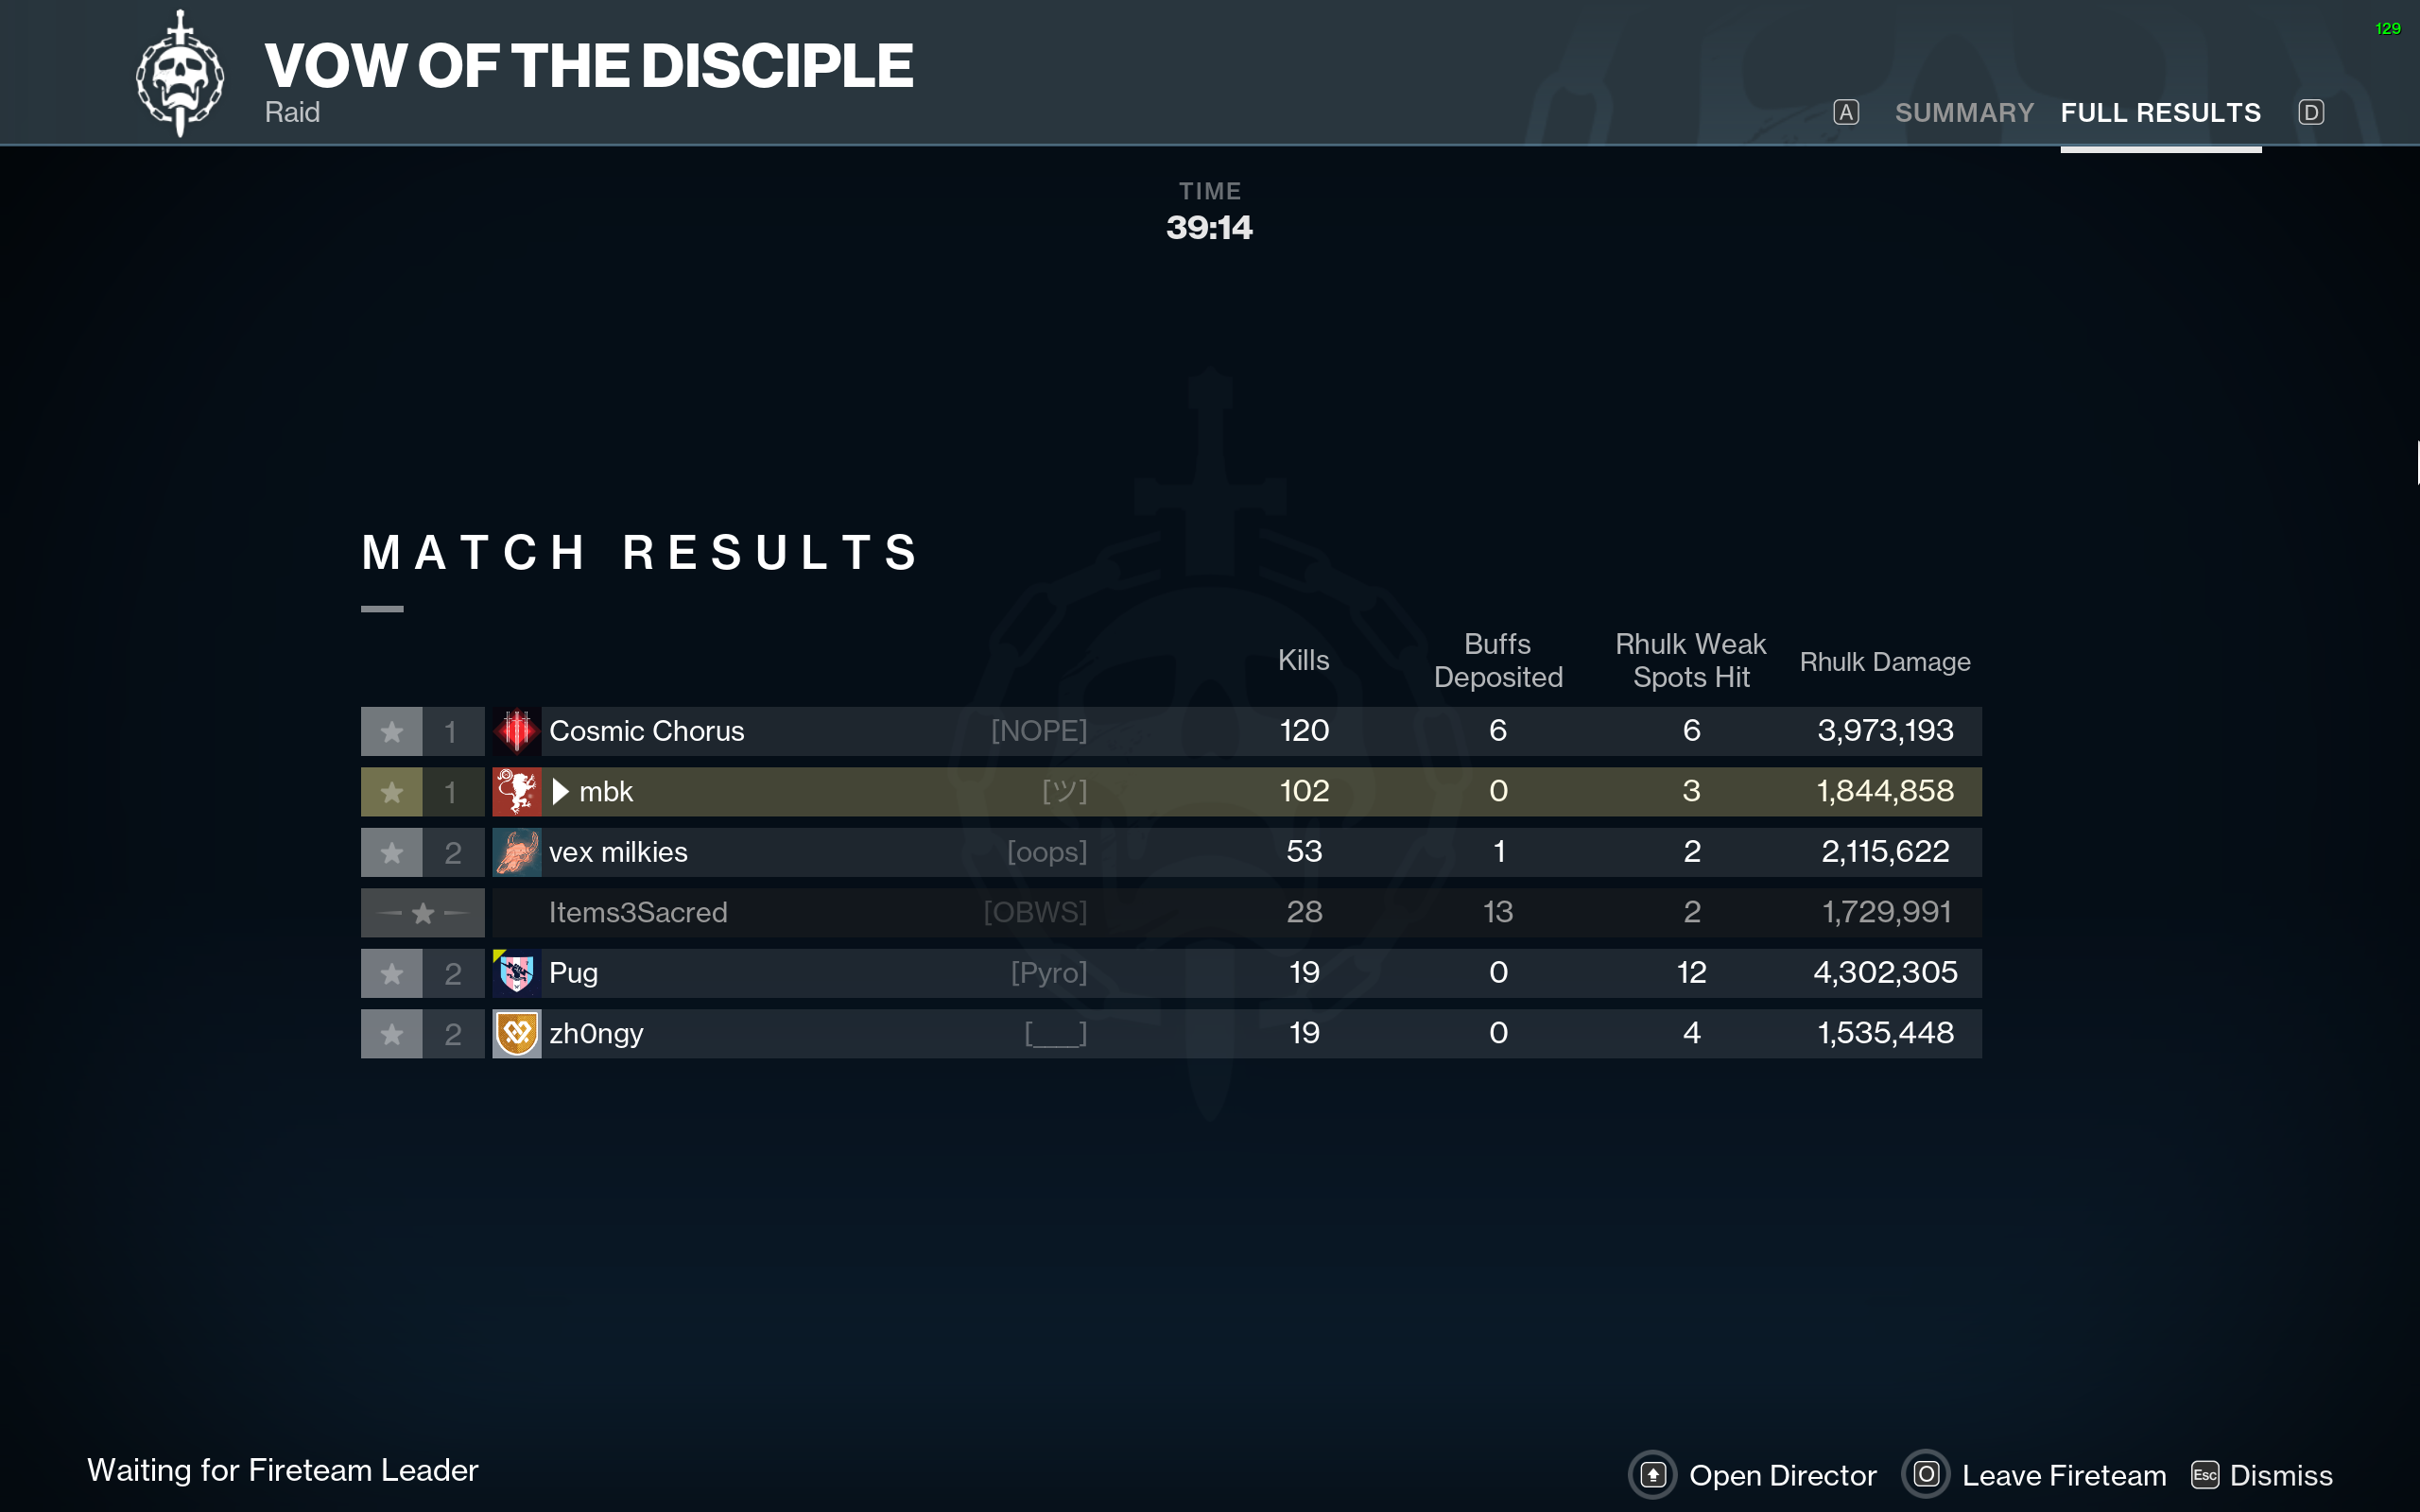 129
VOW OF THE DISCIPLE
Raid
A SUMMARY FULL RESULTS D
TIME
39:14
MATCH RESULTS
Kills Buffs Deposited Rhulk Weak Spots Hit Rhulk Damage
1 Cosmic Chorus [NOPE] 120 6 6 3,973,193
1 mbk [ツ] 102 0 3 1,844,858
2 vex milkies [oops] 53 1 2 2,115,622
Items3Sacred [OBWS] 28 13 2 1,729,991
2 Pug [Pyro] 19 0 12 4,302,305
2 zh0ngy [___] 19 0 4 1,535,448
Waiting for Fireteam Leader
Open Director O Leave Fireteam Esc Dismiss